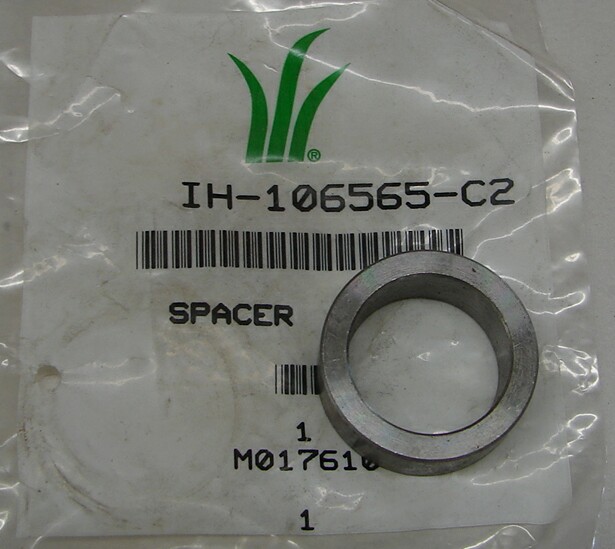 ®
IH-106565-C2
SPACER
1
M017610
1